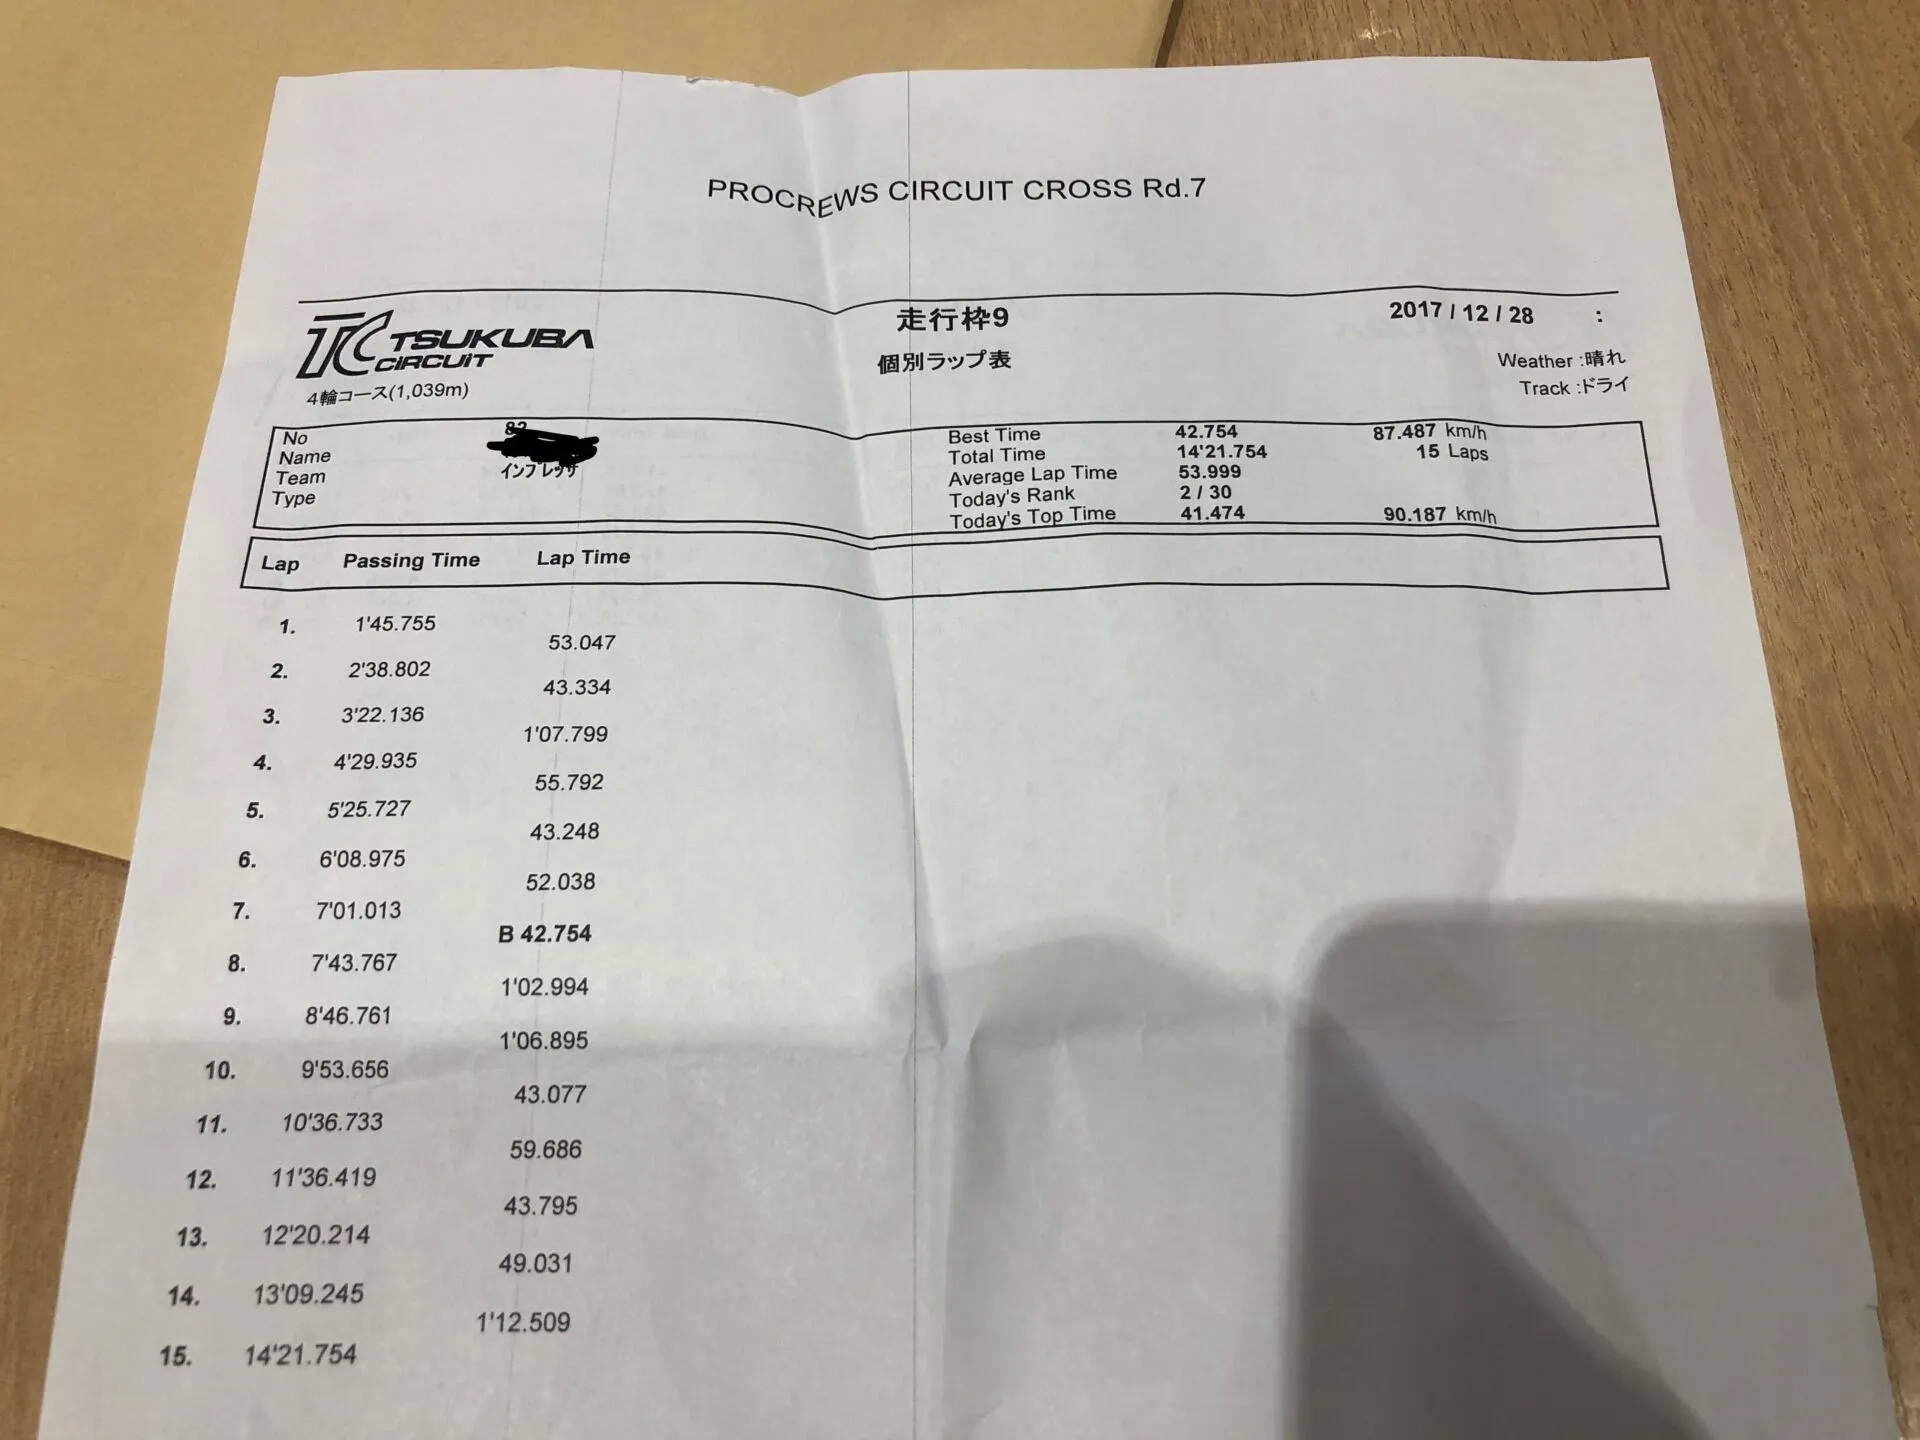 PROCREWS CIRCUIT CROSS Rd.7
TC TSUKUBA CIRCUIT
4輪コース(1,039m)
走行枠9
個別ラップ表
2017 / 12 / 28 :
Weather :晴れ
Track :ドライ
No
Name
Team インプレッサ
Type
Best Time 42.754 87.487 km/h
Total Time 14'21.754 15 Laps
Average Lap Time 53.999
Today's Rank 2 / 30
Today's Top Time 41.474 90.187 km/h
Lap Passing Time Lap Time
1. 1'45.755
53.047
2. 2'38.802
43.334
3. 3'22.136
1'07.799
4. 4'29.935
55.792
5. 5'25.727
43.248
6. 6'08.975
52.038
7. 7'01.013
B 42.754
8. 7'43.767
1'02.994
9. 8'46.761
1'06.895
10. 9'53.656
43.077
11. 10'36.733
59.686
12. 11'36.419
43.795
13. 12'20.214
49.031
14. 13'09.245
1'12.509
15. 14'21.754